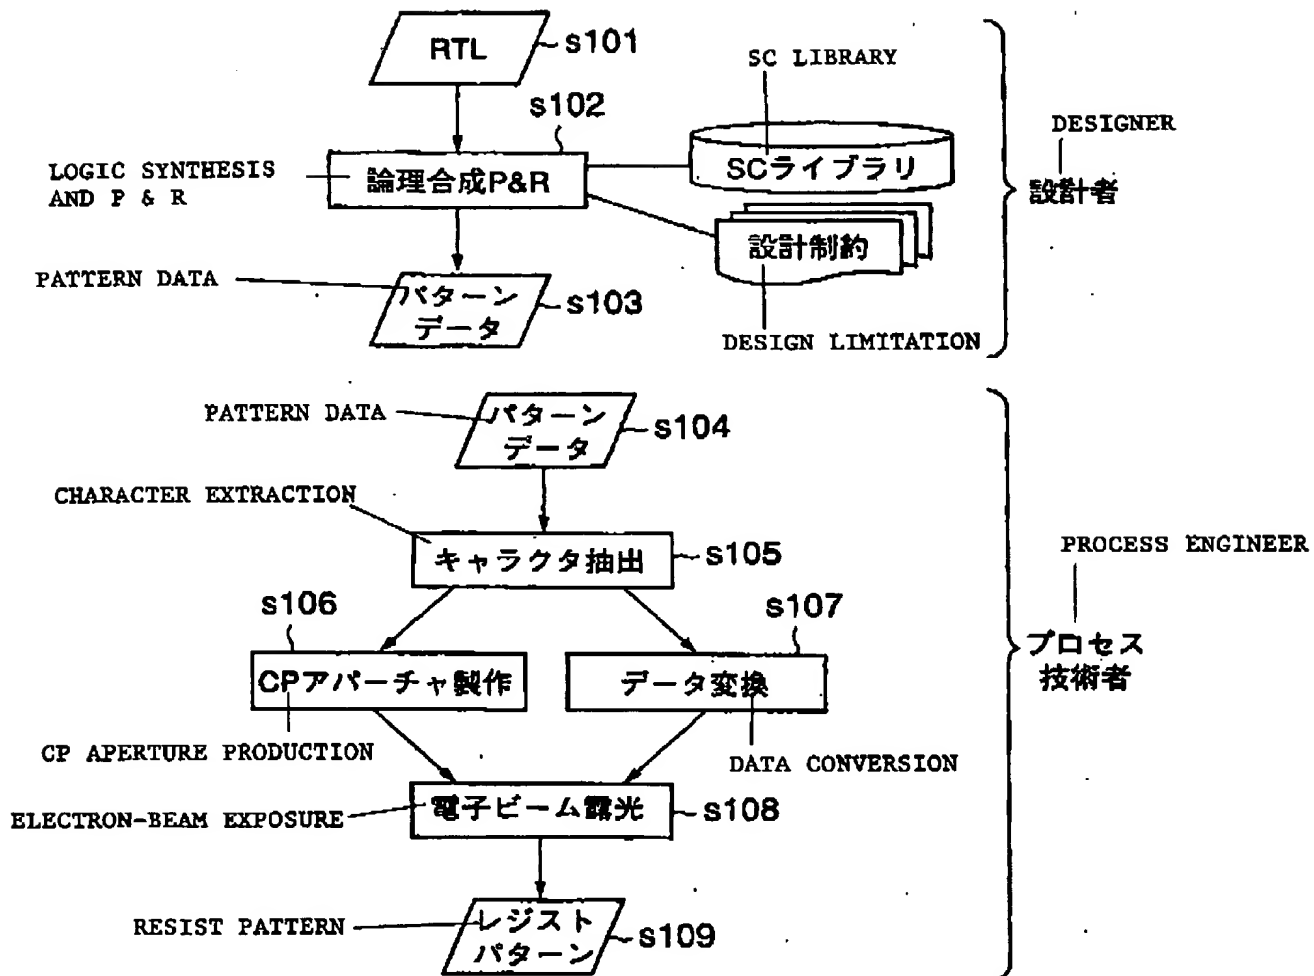 RTL
s101
SC LIBRARY
s102
DESIGNER
LOGIC SYNTHESIS
AND P & R
論理合成P&R
SCライブラリ
設計者
設計制約
PATTERN DATA
パターン
データ
s103
DESIGN LIMITATION
PATTERN DATA
パターン
データ
s104
CHARACTER EXTRACTION
キャラクタ抽出
s105
PROCESS ENGINEER
s106
s107
プロセス
技術者
CPアパーチャ製作
データ変換
CP APERTURE PRODUCTION
DATA CONVERSION
ELECTRON-BEAM EXPOSURE
電子ビーム露光
s108
RESIST PATTERN
レジスト
パターン
s109